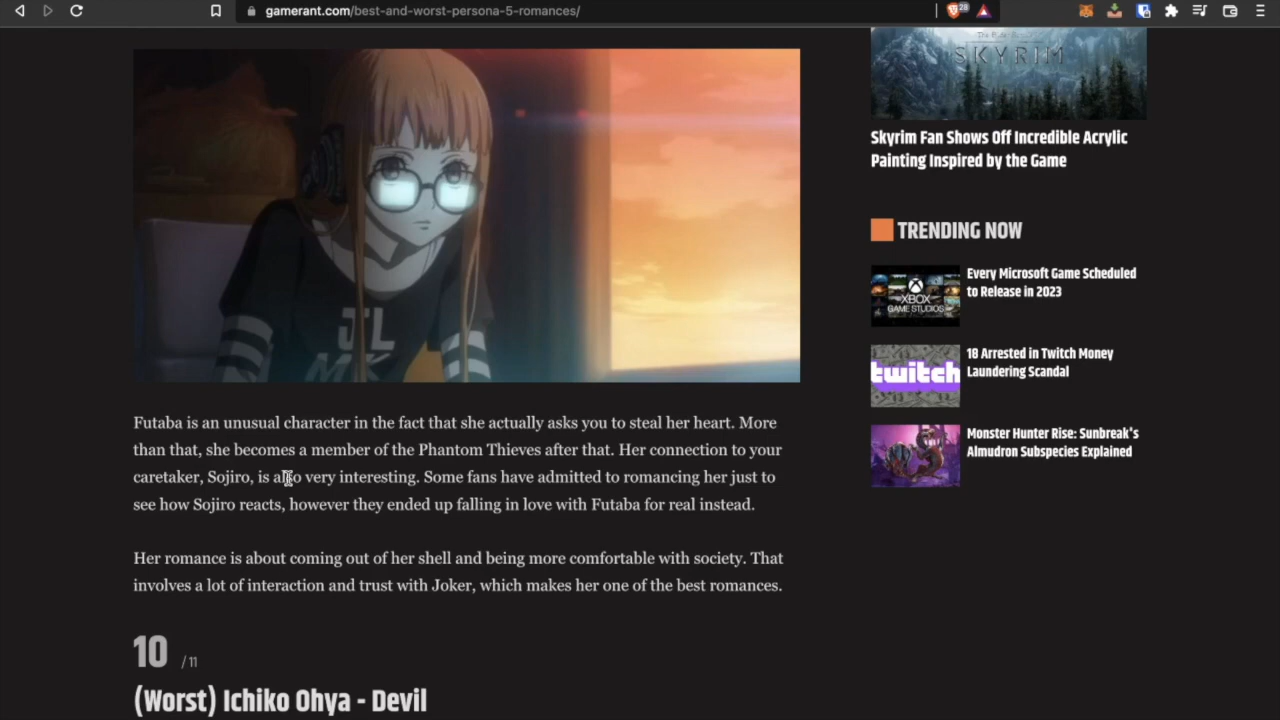 gamerant.com/best-and-worst-persona-5-romances/
28
JL
MK
Futaba is an unusual character in the fact that she actually asks you to steal her heart. More
than that, she becomes a member of the Phantom Thieves after that. Her connection to your
caretaker, Sojiro, is also very interesting. Some fans have admitted to romancing her just to
see how Sojiro reacts, however they ended up falling in love with Futaba for real instead.
Her romance is about coming out of her shell and being more comfortable with society. That
involves a lot of interaction and trust with Joker, which makes her one of the best romances.
10 / 11
(Worst) Ichiko Ohya - Devil
SKYRIM
Skyrim Fan Shows Off Incredible Acrylic
Painting Inspired by the Game
TRENDING NOW
XBOX
GAME STUDIOS
Every Microsoft Game Scheduled
to Release in 2023
twitch
18 Arrested in Twitch Money
Laundering Scandal
Monster Hunter Rise: Sunbreak's
Almudron Subspecies Explained